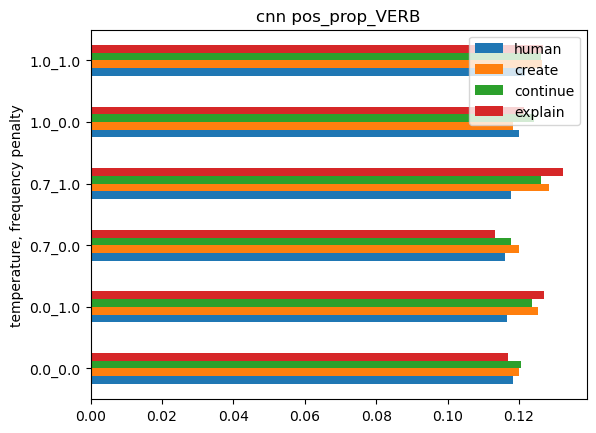 cnn pos_prop_VERB
human
create
continue
explain
temperature, frequency penalty
1.0_1.0
1.0_0.0
0.7_1.0
0.7_0.0
0.0_1.0
0.0_0.0
0.00 0.02 0.04 0.06 0.08 0.10 0.12